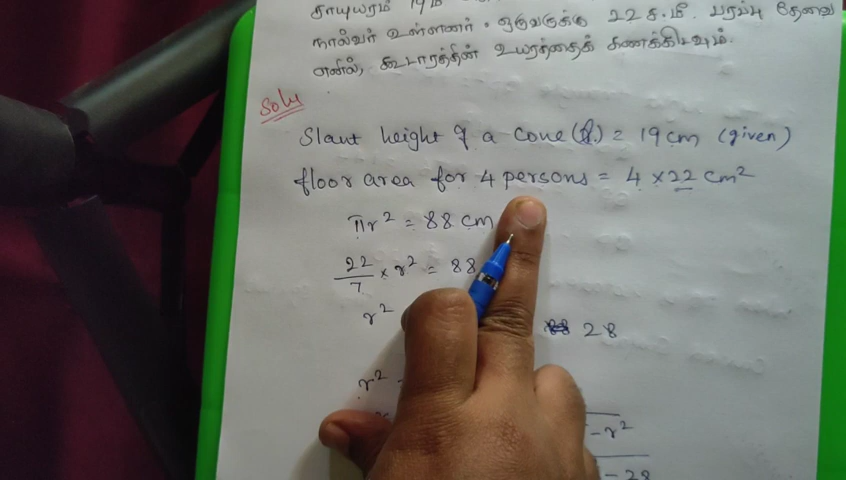 சாயுயரம் 19 மீ
நால்வர் உள்ளனர். ஒருவருக்கு 22 ச.மீ. பரப்பு தேவை
எனில், கூடாரத்தின் உயரத்தைக் கணக்கிடவும்.
Soln
Slant height of a cone (l) = 19 cm (given)
floor area for 4 persons = 4 × 22 cm²
πr² = 88 cm
22/7 × r² = 88
r² 28
r²
- r²
- 28